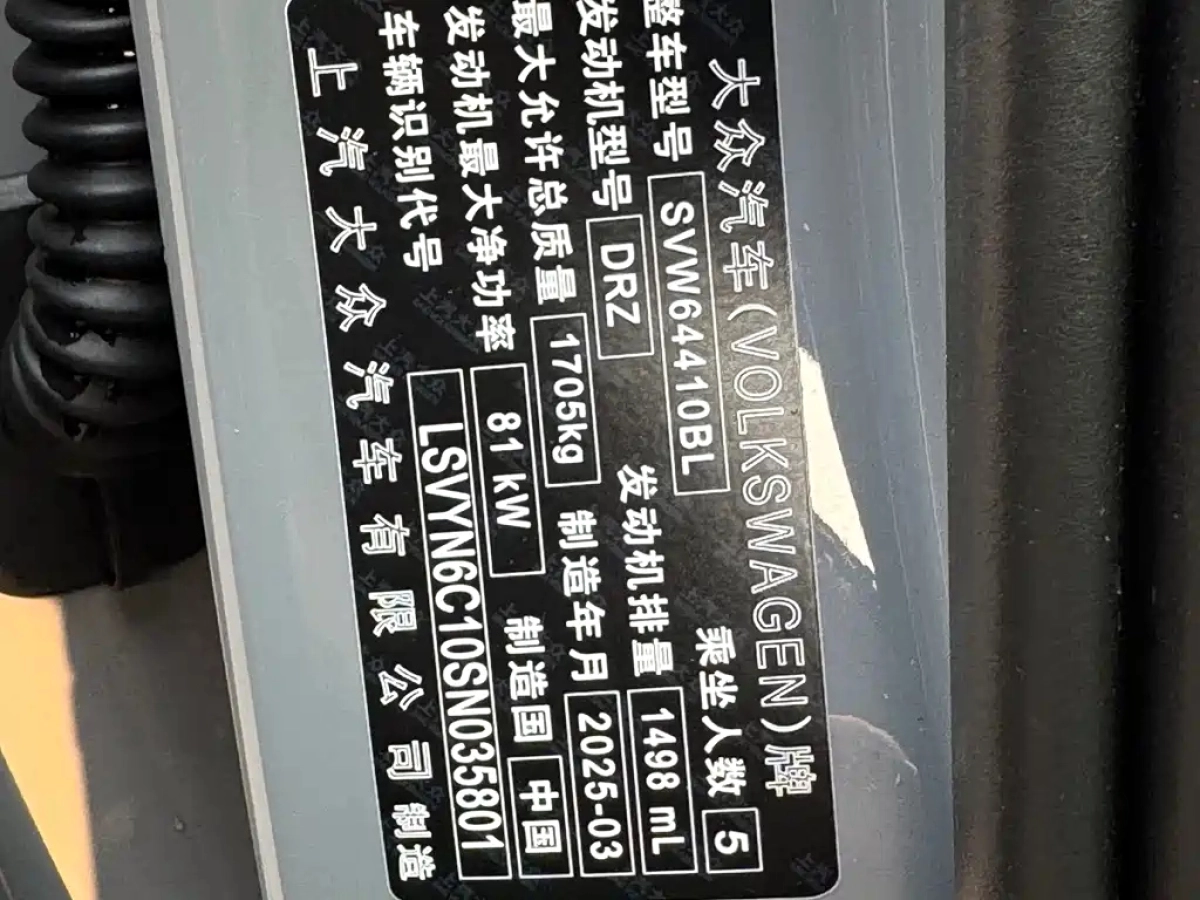 大众汽车(VOLKSWAGEN)牌
整车型号 SVW64410BL 乘坐人数 5
发动机型号 DRZ 发动机排量 1498 mL
最大允许总质量 1705kg 制造年月 2025-03
发动机最大净功率 81kW 制造国 中国
车辆识别代号 LSVYN6C10SN035801
上汽大众汽车有限公司制造